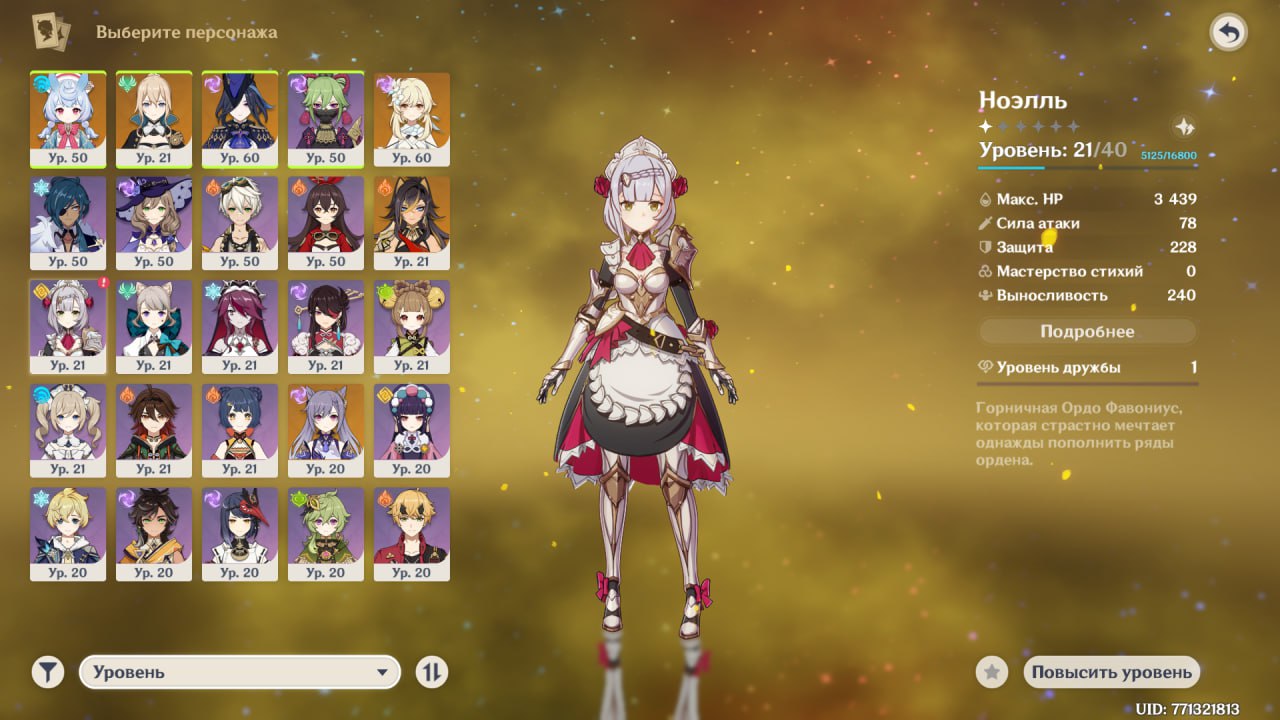 Выберите персонажа
Ур. 50
Ур. 21
Ур. 60
Ур. 50
Ур. 60
Ур. 50
Ур. 50
Ур. 50
Ур. 50
Ур. 21
Ур. 21
Ур. 21
Ур. 21
Ур. 21
Ур. 21
Ур. 21
Ур. 21
Ур. 21
Ур. 20
Ур. 20
Ур. 20
Ур. 20
Ур. 20
Ур. 20
Ур. 20
Уровень
Ноэлль
Уровень: 21/40 5125/16800
Макс. HP 3 439
Сила атаки 78
Защита 228
Мастерство стихий 0
Выносливость 240
Подробнее
Уровень дружбы 1
Горничная Ордо Фавониус,
которая страстно мечтает
однажды пополнить ряды
ордена.
Повысить уровень
UID: 771321813